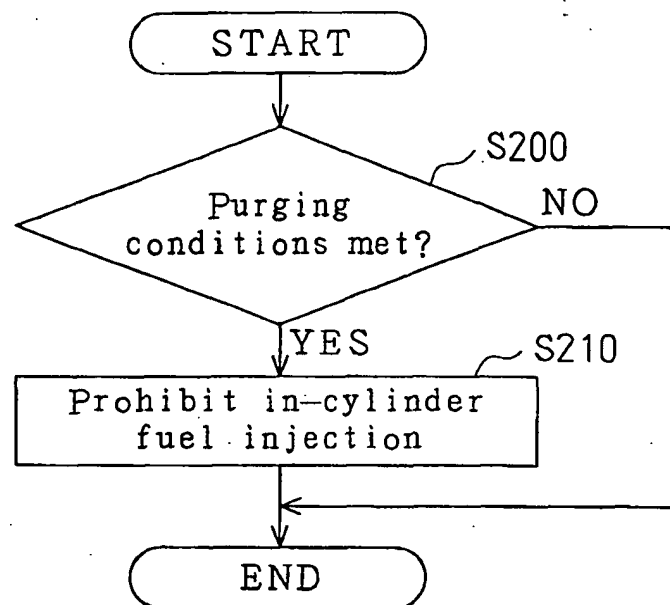 START
S200
Purging
conditions met?
NO
YES
S210
Prohibit in-cylinder
fuel injection
END